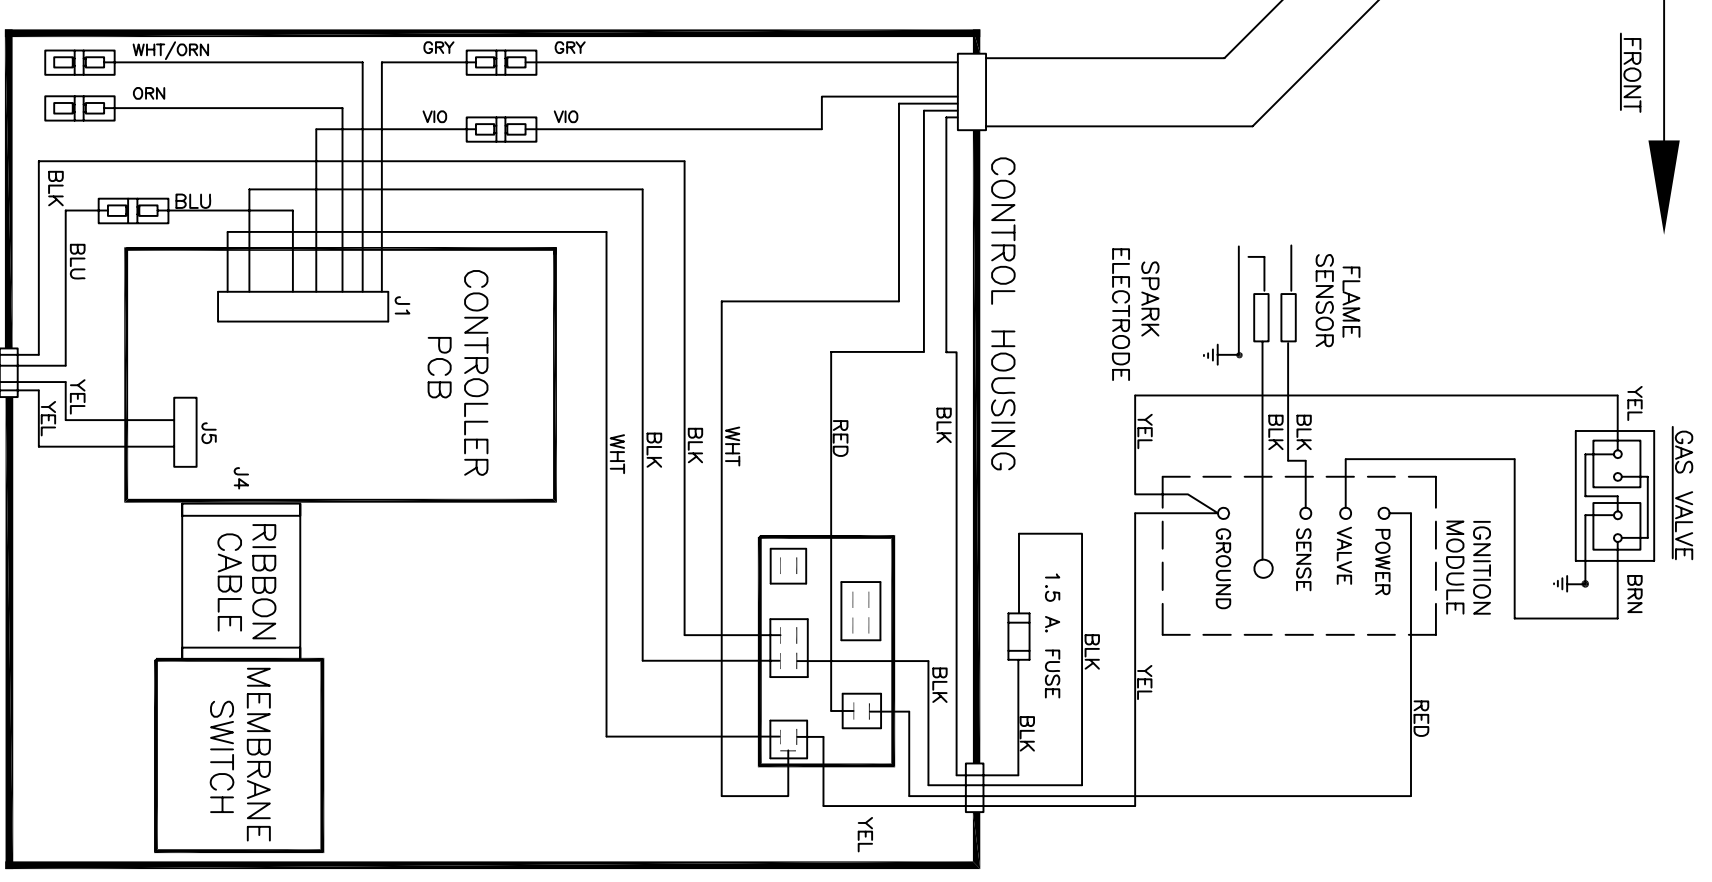 WHT/ORN
GRY
GRY
ORN
VIO
VIO
BLK
BLU
BLU
J1
CONTROLLER
PCB
YEL
YEL
J5
J4
RIBBON
CABLE
MEMBRANE
SWITCH
WHT
BLK
BLK
WHT
RED
BLK
CONTROL HOUSING
BLK
YEL
1.5 A. FUSE
BLK
BLK
FRONT
SPARK
ELECTRODE
FLAME
SENSOR
YEL
BLK
BLK
YEL
GAS VALVE
BRN
IGNITION
MODULE
POWER
VALVE
SENSE
GROUND
YEL
RED